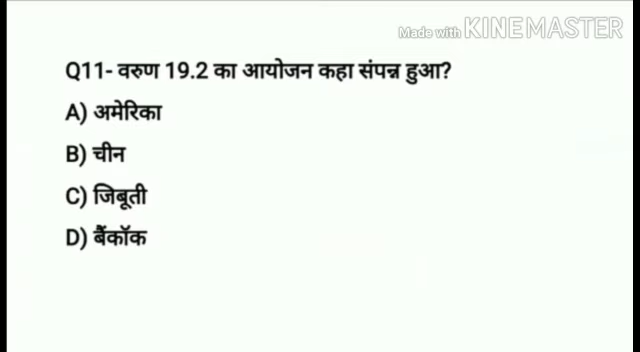 Made with KINEMASTER
Q11- वरुण 19.2 का आयोजन कहा संपन्न हुआ?
A) अमेरिका
B) चीन
C) जिबूती
D) बैंकॉक